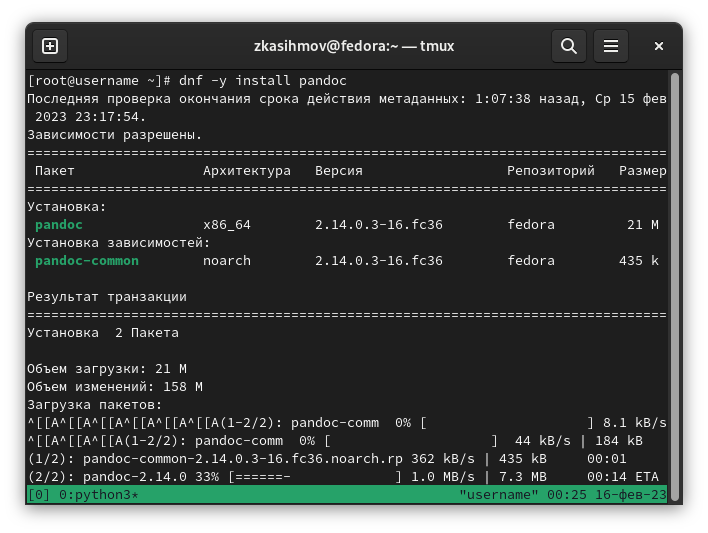 zkasihmov@fedora:~ — tmux
[root@username ~]# dnf -y install pandoc
Последняя проверка окончания срока действия метаданных: 1:07:38 назад, Ср 15 фев
 2023 23:17:54.
Зависимости разрешены.
================================================================================
 Пакет                Архитектура   Версия                  Репозиторий   Размер
================================================================================
Установка:
 pandoc               x86_64        2.14.0.3-16.fc36        fedora         21 M
Установка зависимостей:
 pandoc-common        noarch        2.14.0.3-16.fc36        fedora        435 k

Результат транзакции
================================================================================
Установка  2 Пакета

Объем загрузки: 21 M
Объем изменений: 158 M
Загрузка пакетов:
^[[A^[[A^[[A^[[A^[[A^[[A(1-2/2): pandoc-comm  0% [                    ] 8.1 kB/s
^[[A^[[A^[[A(1-2/2): pandoc-comm  0% [                    ]  44 kB/s | 184 kB
(1/2): pandoc-common-2.14.0.3-16.fc36.noarch.rp 362 kB/s | 435 kB     00:01
(2/2): pandoc-2.14.0 33% [======-             ] 1.0 MB/s | 7.3 MB     00:14 ETA
[0] 0:python3* "username" 00:25 16-фев-23